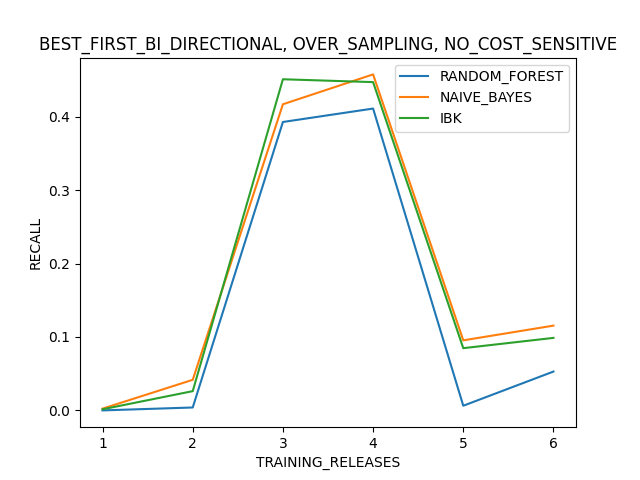 BEST_FIRST_BI_DIRECTIONAL, OVER_SAMPLING, NO_COST_SENSITIVE
RANDOM_FOREST
NAIVE_BAYES
IBK
0.4
0.3
0.2
0.1
0.0
RECALL
1 2 3 4 5 6
TRAINING_RELEASES